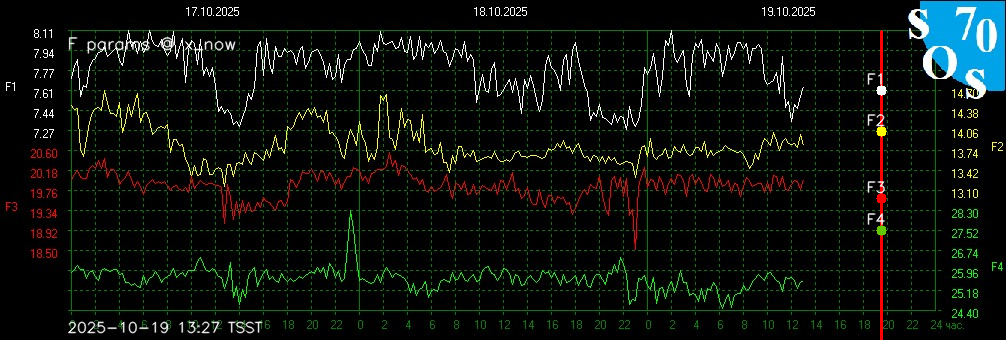 17.10.2025 18.10.2025 19.10.2025
SOS 70
F params @ x.now
8.11
7.94
7.77
7.61
7.44
7.27
F1
20.60
20.18
19.76
19.34
18.92
18.50
F3
F1
F2
F3
F4
14.70
14.38
14.06
13.74
13.42
13.10
F2
28.30
27.52
26.74
25.96
25.18
24.40
F4
2025-10-19 13:27 TSST
16 18 20 22 0 2 4 6 8 10 12 14 16 18 20 22 0 2 4 6 8 10 12 14 16 18 20 22 24 час.